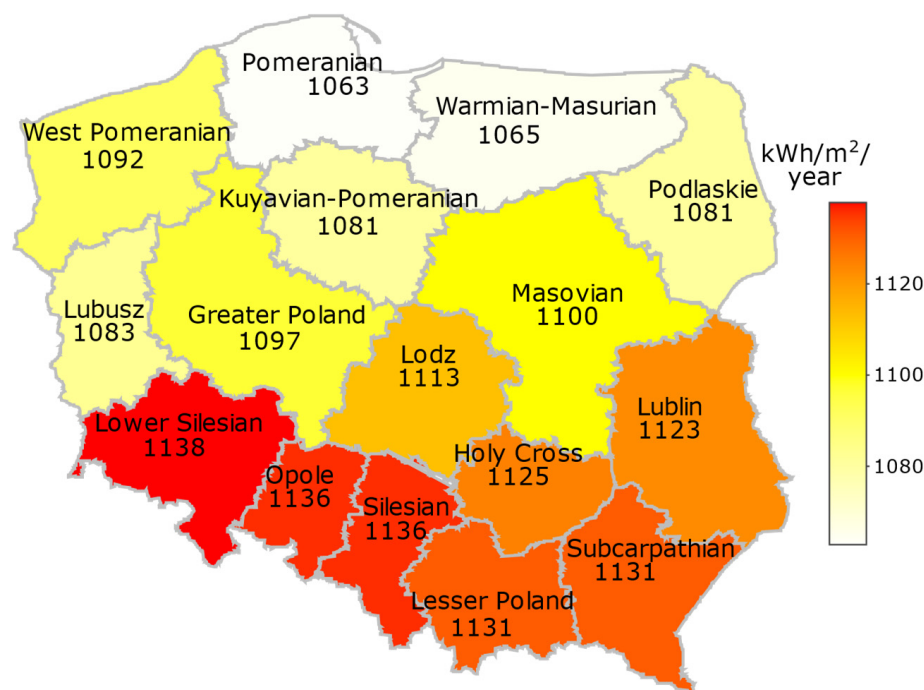 Pomeranian
1063
Warmian-Masurian
1065
West Pomeranian
1092
kWh/m²/
year
Podlaskie
1081
Kuyavian-Pomeranian
1081
1120
Masovian
1100
Lubusz
1083
Greater Poland
1097
Lodz
1113
1100
Lublin
1123
Lower Silesian
1138
Holy Cross
1125
1080
Opole
1136
Silesian
1136
Subcarpathian
1131
Lesser Poland
1131